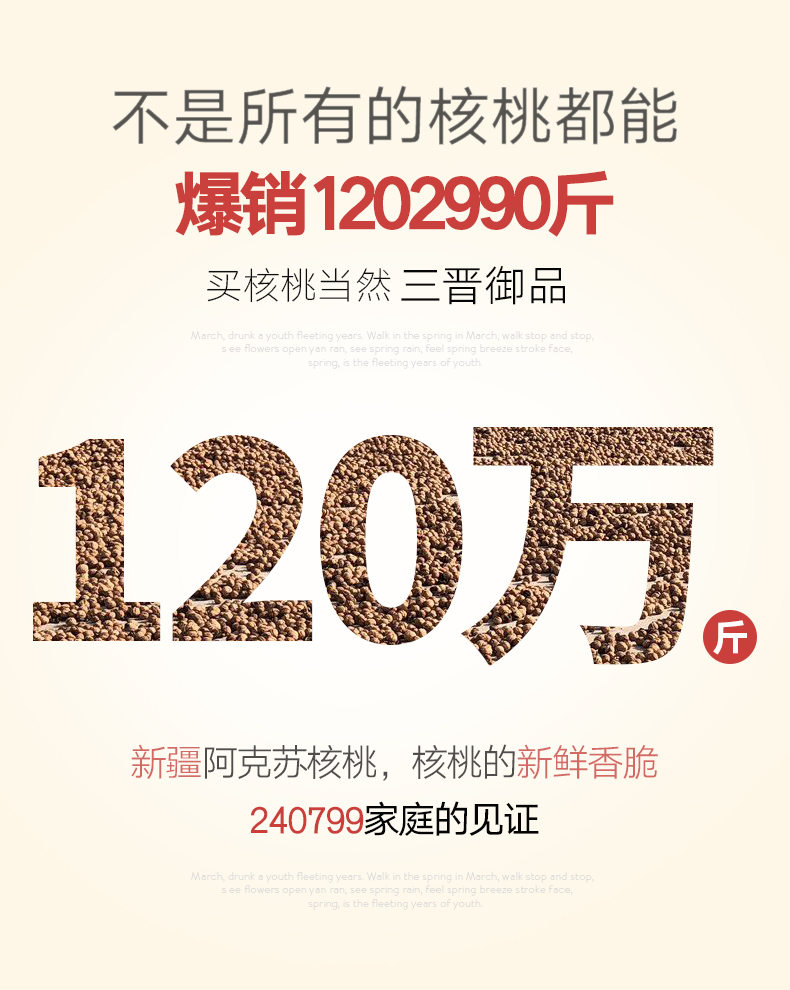 不是所有的核桃都能
爆销1202990斤
买核桃当然 三晋御品
March, drunk a youth fleeting years. Walk in the spring in March, walk stop and stop,
s ee flowers open yan ran, see spring rain, feel spring breeze stroke face,
spring, is the fleeting years of youth.
120万斤
新疆阿克苏核桃，核桃的新鲜香脆
240799家庭的见证
March, drunk a youth fleeting years. Walk in the spring in March, walk stop and stop,
s ee flowers open yan ran, see spring rain, feel spring breeze stroke face,
spring, is the fleeting years of youth.